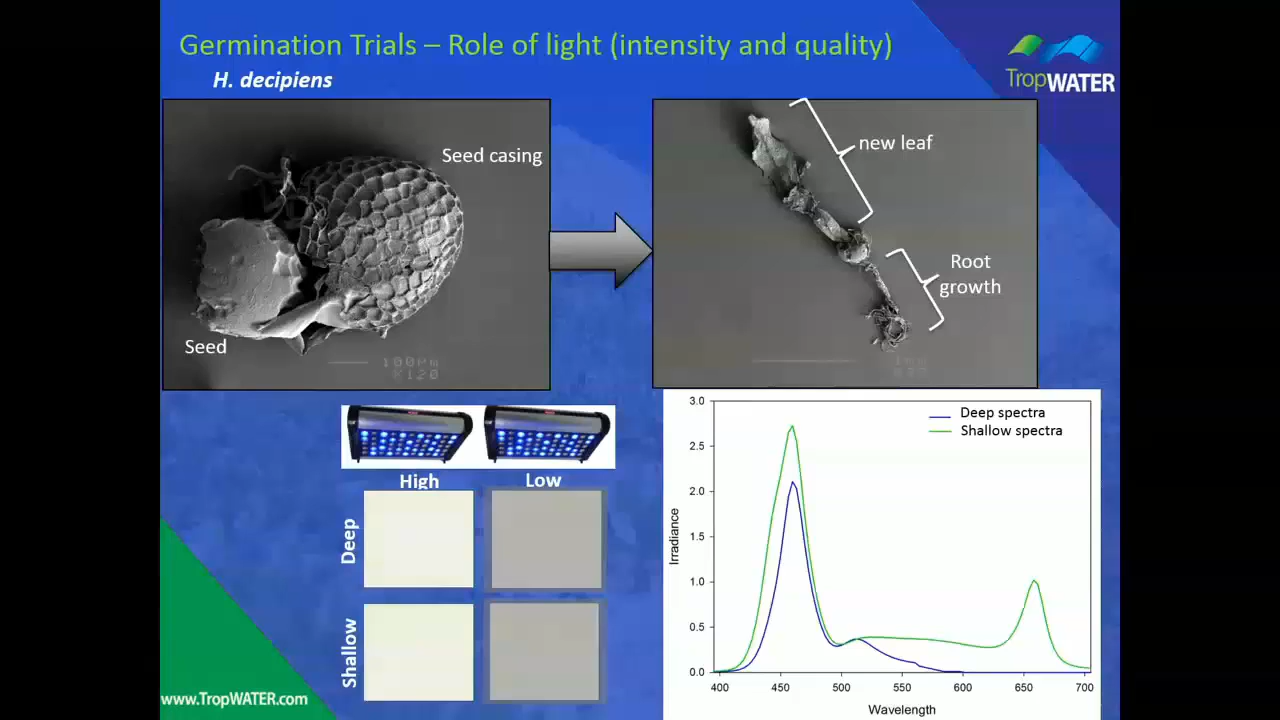 Germination Trials – Role of light (intensity and quality)
H. decipiens
TropWATER
Seed casing
Seed
new leaf
Root
growth
100µm
X120
High
Low
Deep
Shallow
Deep spectra
Shallow spectra
3.0
2.5
2.0
1.5
1.0
0.5
0.0
Irradiance
400 450 500 550 600 650 700
Wavelength
www.TropWATER.com